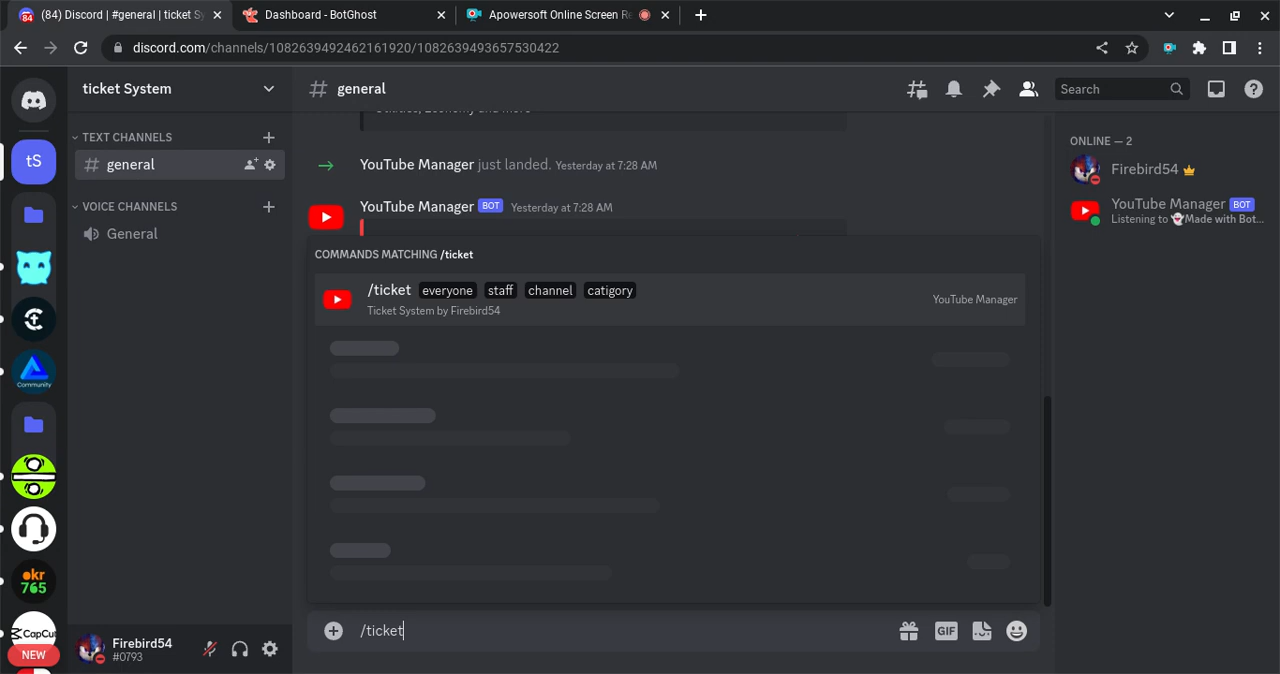 (84) Discord | #general | ticket Sy
Dashboard - BotGhost
Apowersoft Online Screen Re
discord.com/channels/1082639492462161920/1082639493657530422
ticket System
general
Search
TEXT CHANNELS
general
VOICE CHANNELS
General
YouTube Manager just landed. Yesterday at 7:28 AM
YouTube Manager BOT Yesterday at 7:28 AM
COMMANDS MATCHING /ticket
/ticket everyone staff channel catigory
Ticket System by Firebird54
YouTube Manager
/ticket
GIF
ONLINE — 2
Firebird54
YouTube Manager BOT
Listening to 👻Made with Bot...
tS
Community
okr
765
CapCut
NEW
Firebird54
#0793